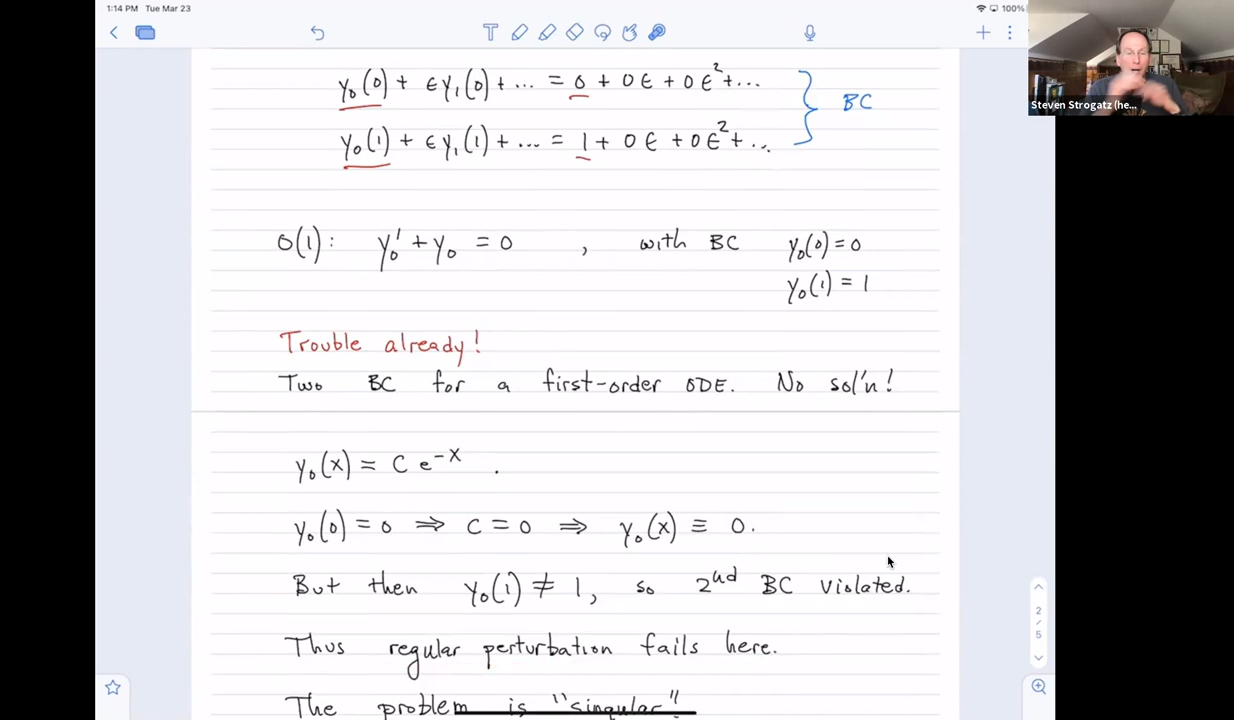 1:14 PM Tue Mar 23
100%
y₀(0) + εy₁(0) + ... = 0 + 0ε + 0ε² + ...
BC
y₀(1) + εy₁(1) + ... = 1 + 0ε + 0ε² + ...
O(1): y₀' + y₀ = 0 , with BC y₀(0) = 0
y₀(1) = 1
Trouble already!
Two BC for a first-order ODE. No sol'n!
y₀(x) = C e^{-x} .
y₀(0) = 0 ⇒ C = 0 ⇒ y₀(x) ≡ 0.
But then y₀(1) ≠ 1, so 2nd BC violated.
Thus regular perturbation fails here.
The problem is "singular"
Steven Strogatz (he...
2
/
5